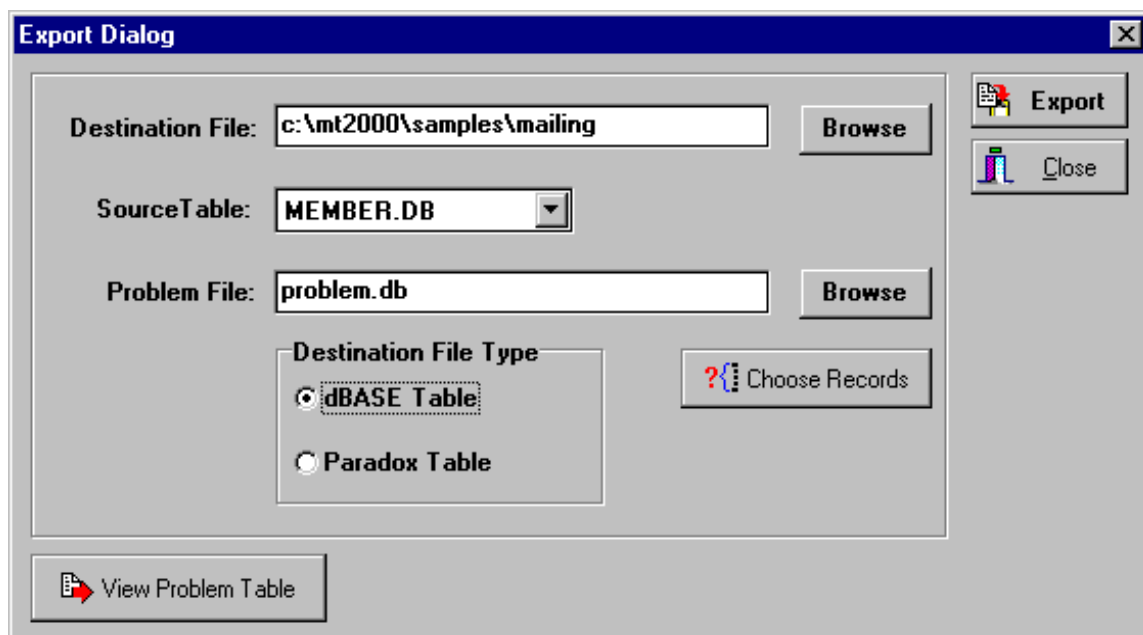 Export Dialog
Destination File: c:\mt2000\samples\mailing Browse
Export
Close
SourceTable: MEMBER.DB
Problem File: problem.db Browse
Destination File Type
dBASE Table
Paradox Table
?{ Choose Records
View Problem Table